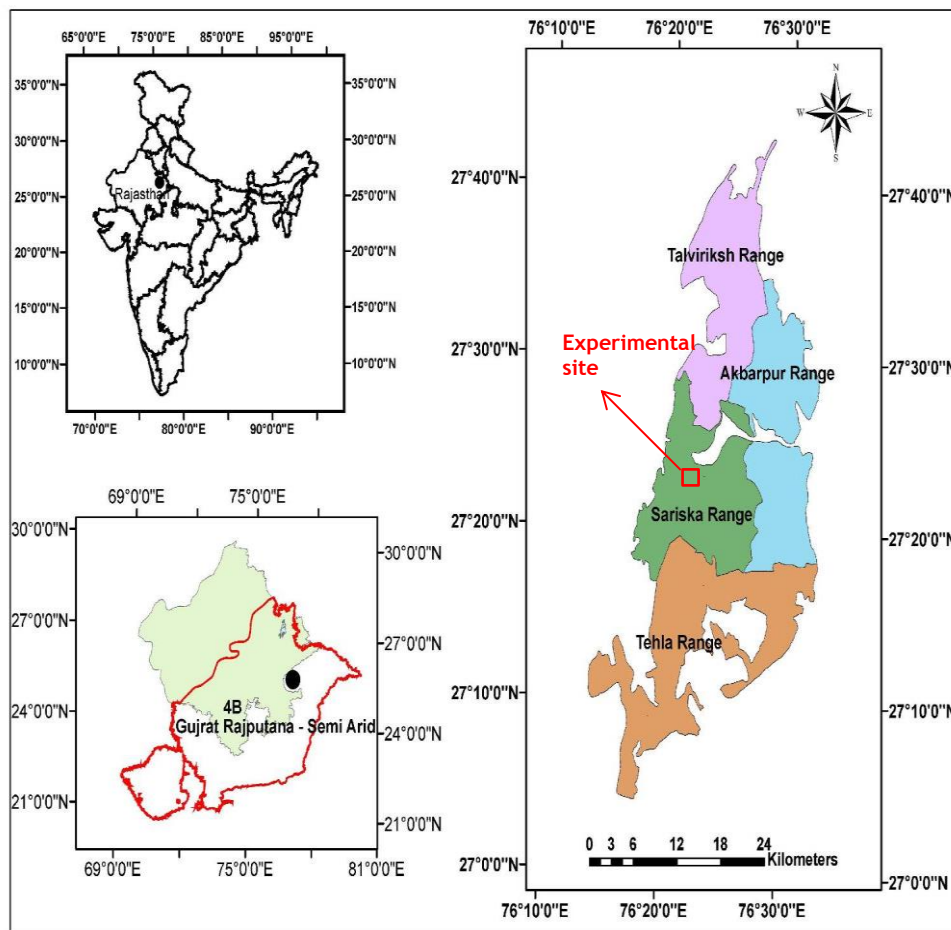 65°0'0"E 75°0'0"E 85°0'0"E 95°0'0"E
35°0'0"N
30°0'0"N
25°0'0"N
20°0'0"N
15°0'0"N
10°0'0"N
35°0'0"N
30°0'0"N
25°0'0"N
20°0'0"N
15°0'0"N
10°0'0"N
Rajasthan
70°0'0"E 80°0'0"E 90°0'0"E
69°0'0"E 75°0'0"E
30°0'0"N
27°0'0"N
24°0'0"N
21°0'0"N
30°0'0"N
27°0'0"N
24°0'0"N
21°0'0"N
4B
Gujrat Rajputana - Semi Arid
69°0'0"E 75°0'0"E 81°0'0"E
76°10'0"E 76°20'0"E 76°30'0"E
N
W E
S
27°40'0"N
27°30'0"N
27°20'0"N
27°10'0"N
27°0'0"N
27°40'0"N
27°30'0"N
27°20'0"N
27°10'0"N
27°0'0"N
Talviriksh Range
Experimental
site
Akbarpur Range
Sariska Range
Tehla Range
0 3 6 12 18 24
Kilometers
76°10'0"E 76°20'0"E 76°30'0"E